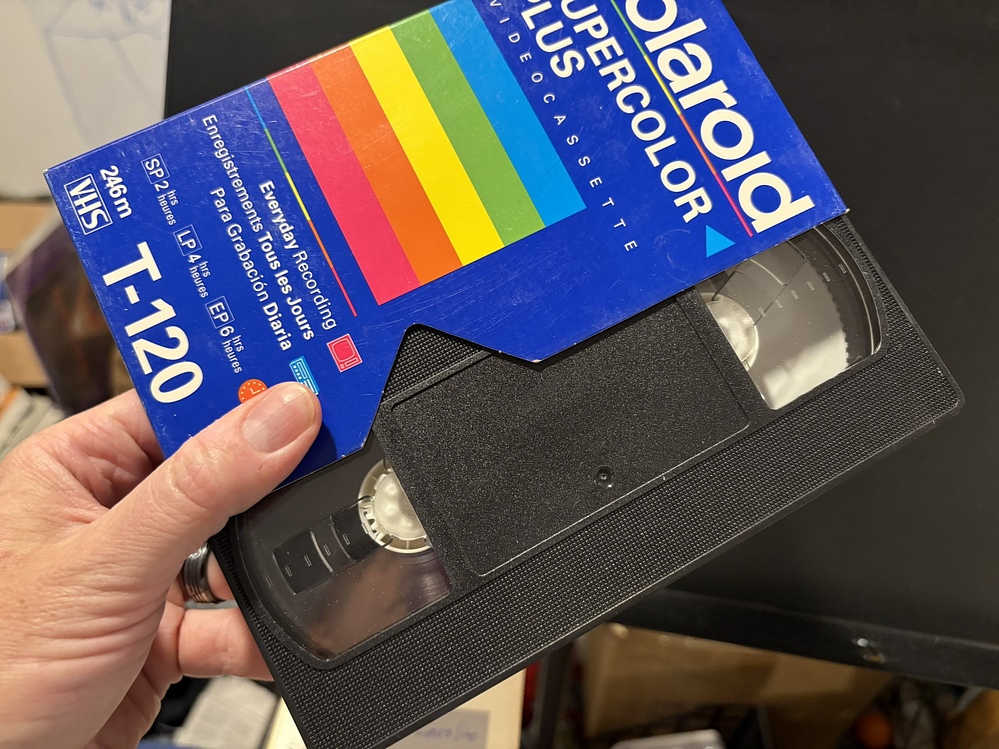 olaroid
UPERCOLOR
PLUS
VIDEOCASSETTE
Everyday Recording
Enregistrements Tous les Jours
Para Grabación Diaria
SP 2 hrs heures LP 4 hrs heures EP 6 hrs heures
246m
VHS
T-120